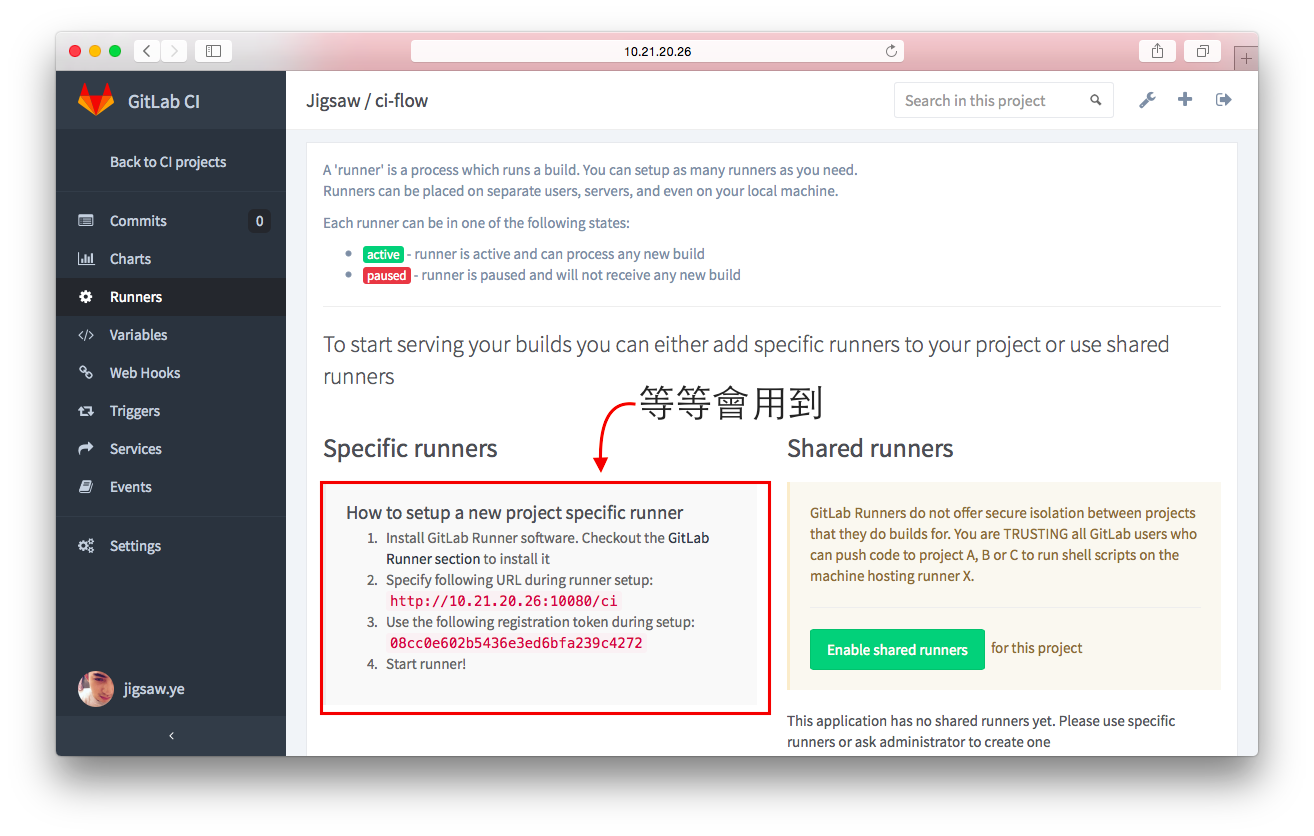 10.21.20.26
GitLab CI
Jigsaw / ci-flow
Search in this project
Back to CI projects
Commits 0
Charts
Runners
Variables
Web Hooks
Triggers
Services
Events
Settings
jigsaw.ye
A 'runner' is a process which runs a build. You can setup as many runners as you need.
Runners can be placed on separate users, servers, and even on your local machine.
Each runner can be in one of the following states:
active - runner is active and can process any new build
paused - runner is paused and will not receive any new build
To start serving your builds you can either add specific runners to your project or use shared
runners
等等會用到
Specific runners
How to setup a new project specific runner
1. Install GitLab Runner software. Checkout the GitLab
Runner section to install it
2. Specify following URL during runner setup:
http://10.21.20.26:10080/ci
3. Use the following registration token during setup:
08cc0e602b5436e3ed6bfa239c4272
4. Start runner!
Shared runners
GitLab Runners do not offer secure isolation between projects
that they do builds for. You are TRUSTING all GitLab users who
can push code to project A, B or C to run shell scripts on the
machine hosting runner X.
Enable shared runners for this project
This application has no shared runners yet. Please use specific
runners or ask administrator to create one